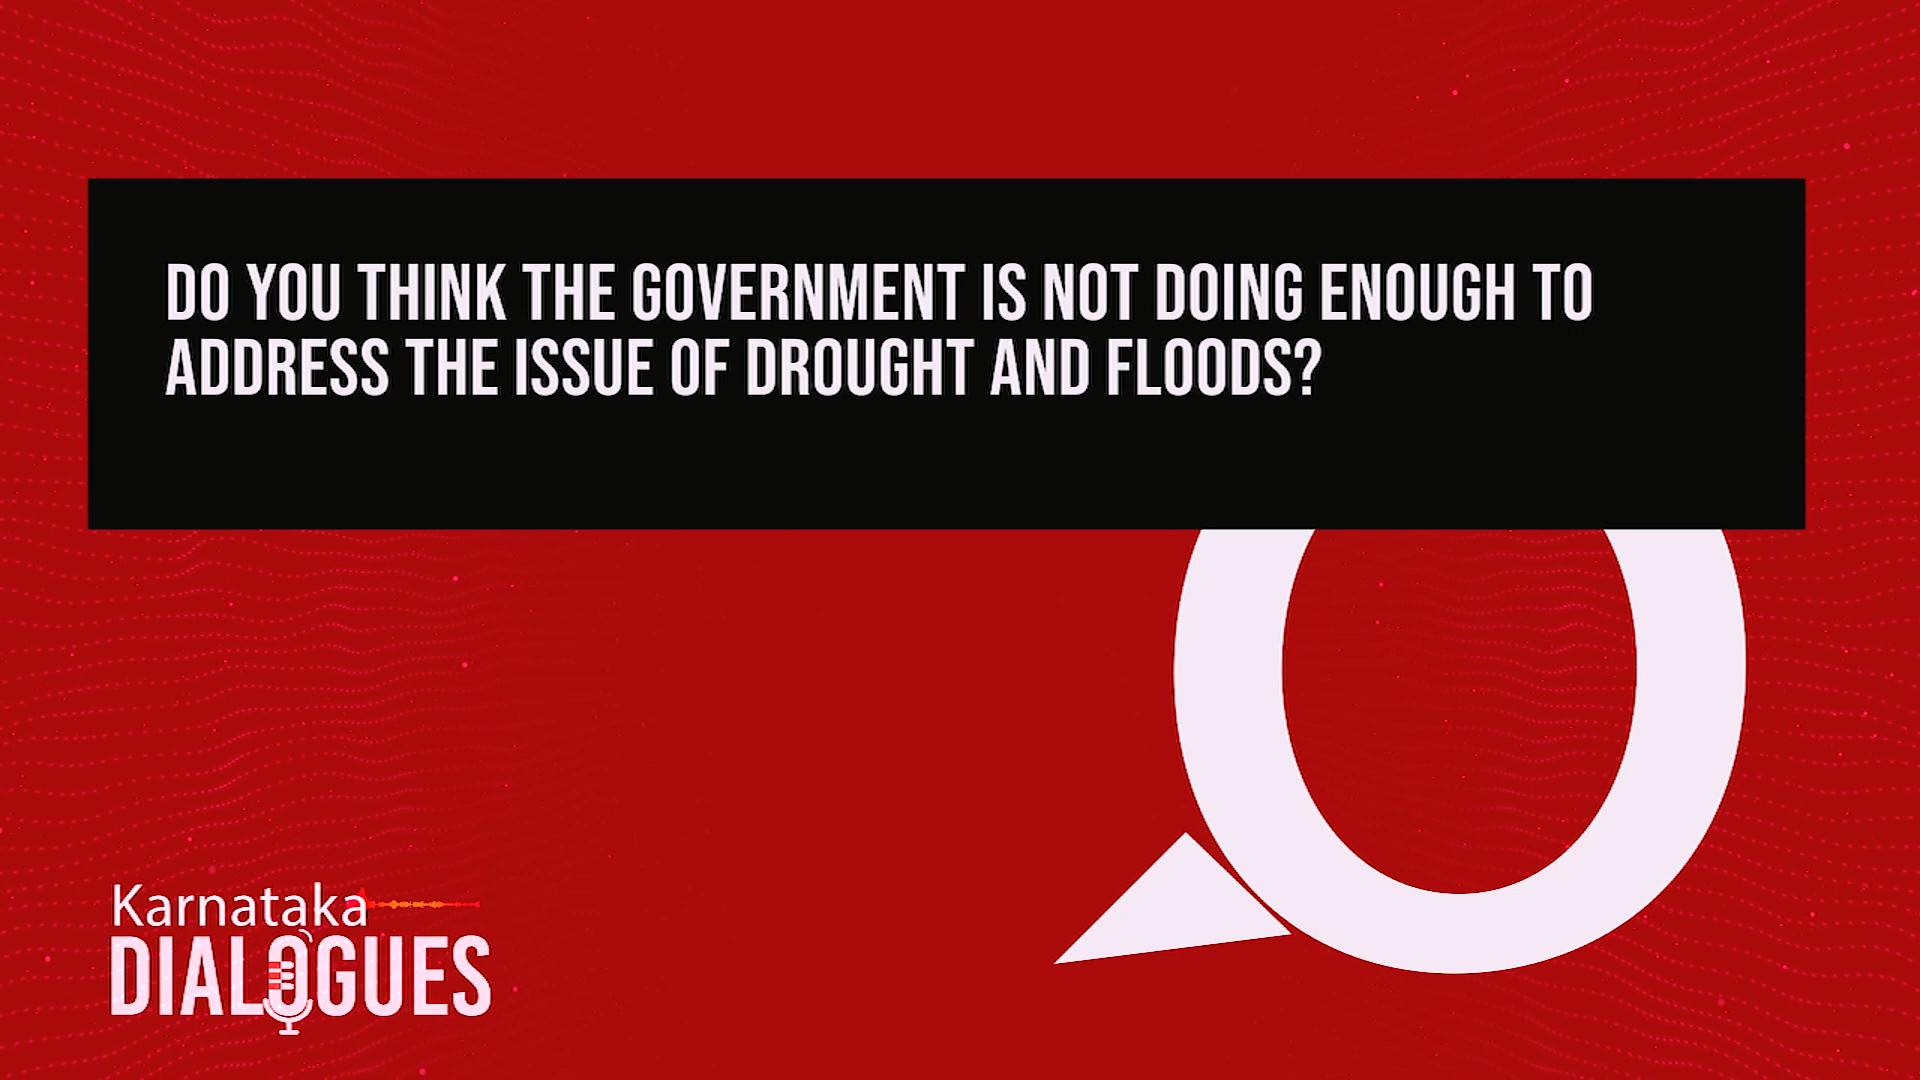 DO YOU THINK THE GOVERNMENT IS NOT DOING ENOUGH TO
ADDRESS THE ISSUE OF DROUGHT AND FLOODS?
Karnataka
DIALOGUES